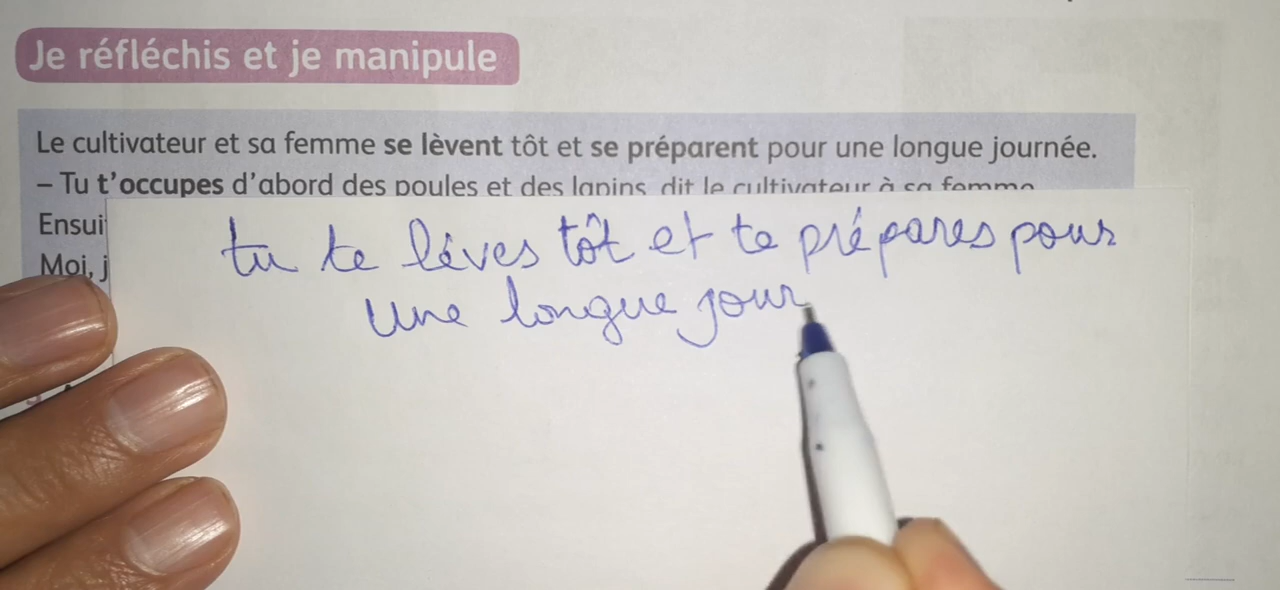 Je réfléchis et je manipule
Le cultivateur et sa femme se lèvent tôt et se préparent pour une longue journée.
– Tu t'occupes d'abord des poules et des lapins, dit le cultivateur à sa femme.
Ensui
Moi, j
tu te léves tôt et te prépares pour
une longue jour